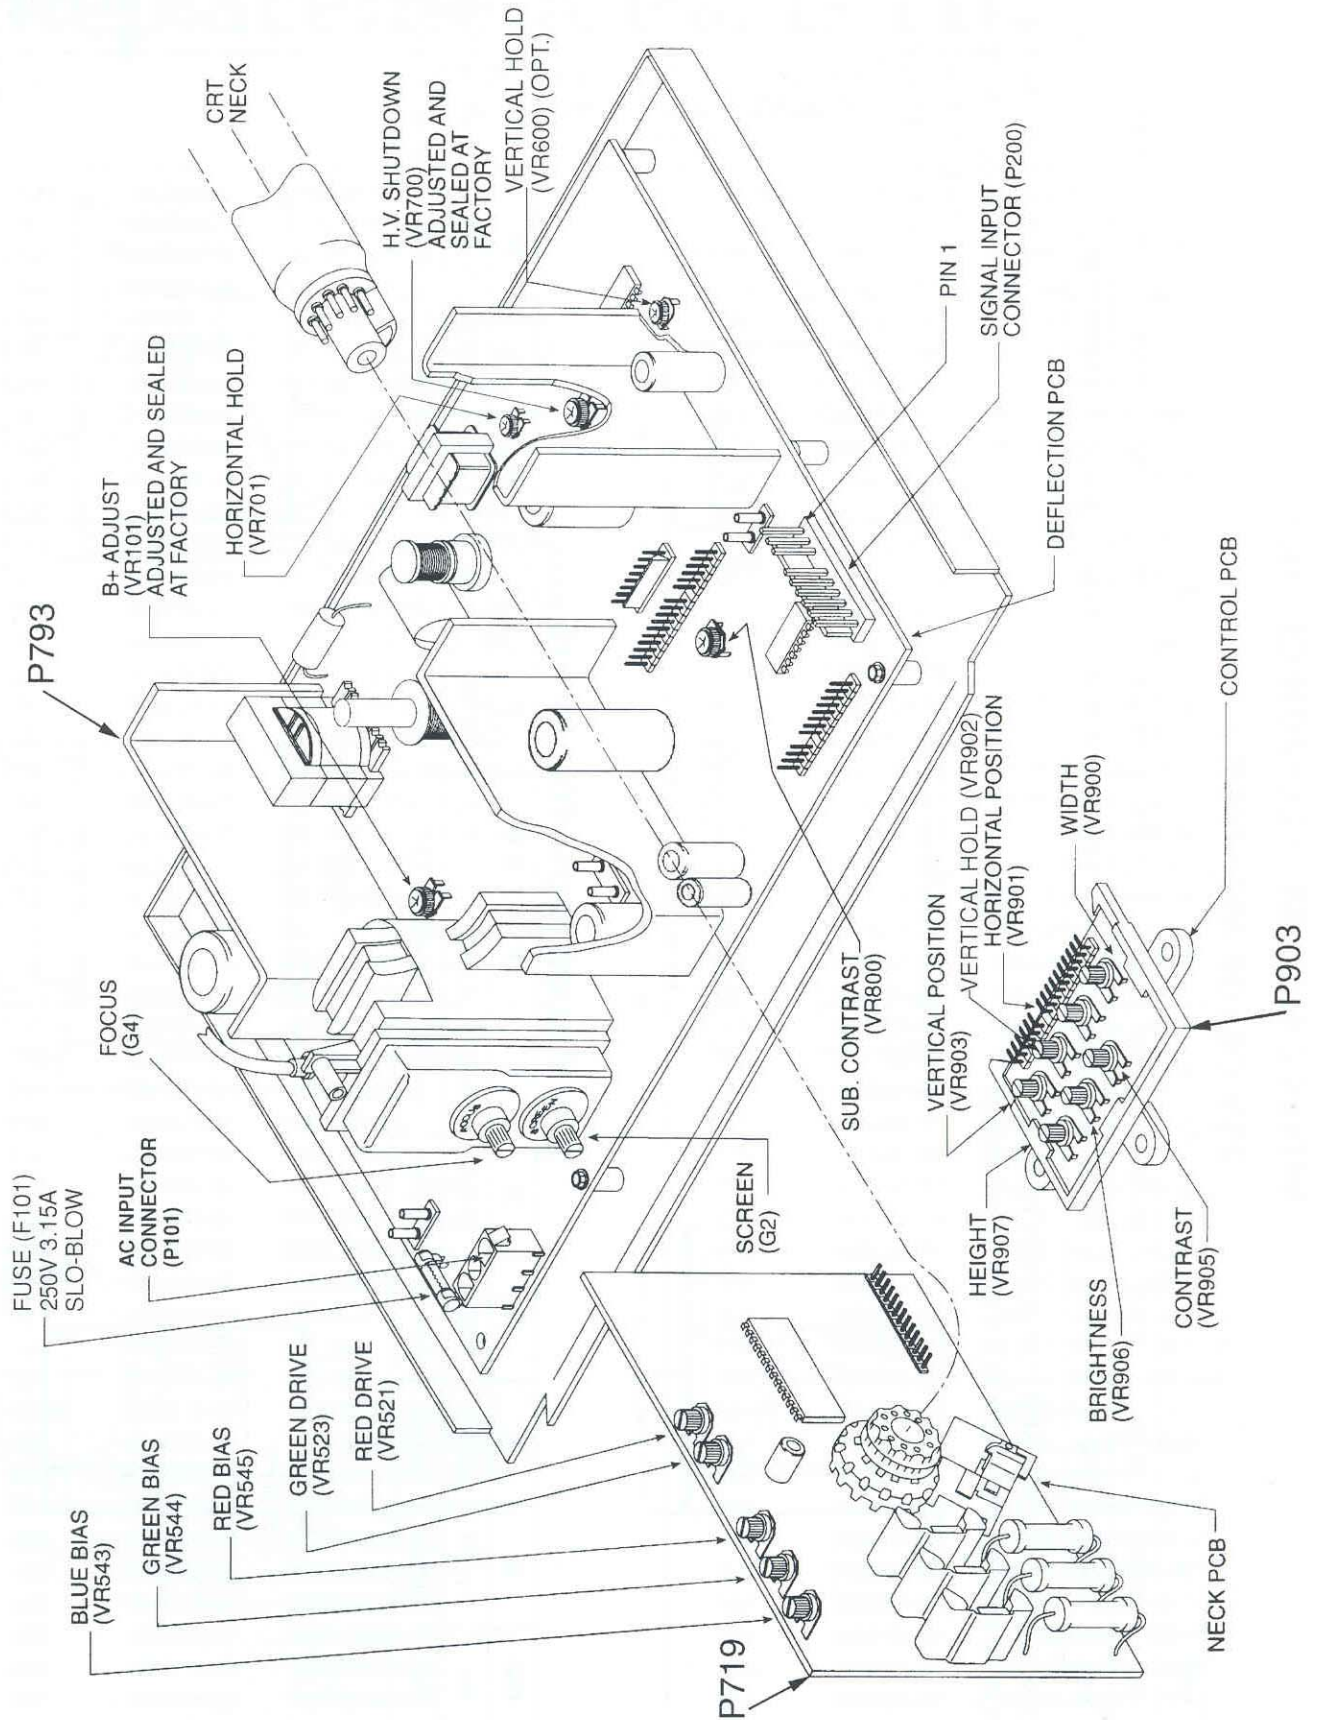 CRT
NECK
H.V. SHUTDOWN
(VR700)
ADJUSTED AND
SEALED AT
FACTORY
VERTICAL HOLD
(VR600) (OPT.)
B+ ADJUST
(VR101)
ADJUSTED AND SEALED
AT FACTORY
HORIZONTAL HOLD
(VR701)
P793
FOCUS
(G4)
FUSE (F101)
250V 3.15A
SLO-BLOW
AC INPUT
CONNECTOR
(P101)
FOCUS
SCREEN
PIN 1
SIGNAL INPUT
CONNECTOR (P200)
DEFLECTION PCB
SCREEN
(G2)
SUB. CONTRAST
(VR800)
BLUE BIAS
(VR543)
GREEN BIAS
(VR544)
RED BIAS
(VR545)
GREEN DRIVE
(VR523)
RED DRIVE
(VR521)
P719
NECK PCB
VERTICAL POSITION
(VR903)
VERTICAL HOLD (VR902)
HORIZONTAL POSITION
(VR901)
WIDTH
(VR900)
CONTROL PCB
HEIGHT
(VR907)
BRIGHTNESS
(VR906)
CONTRAST
(VR905)
P903